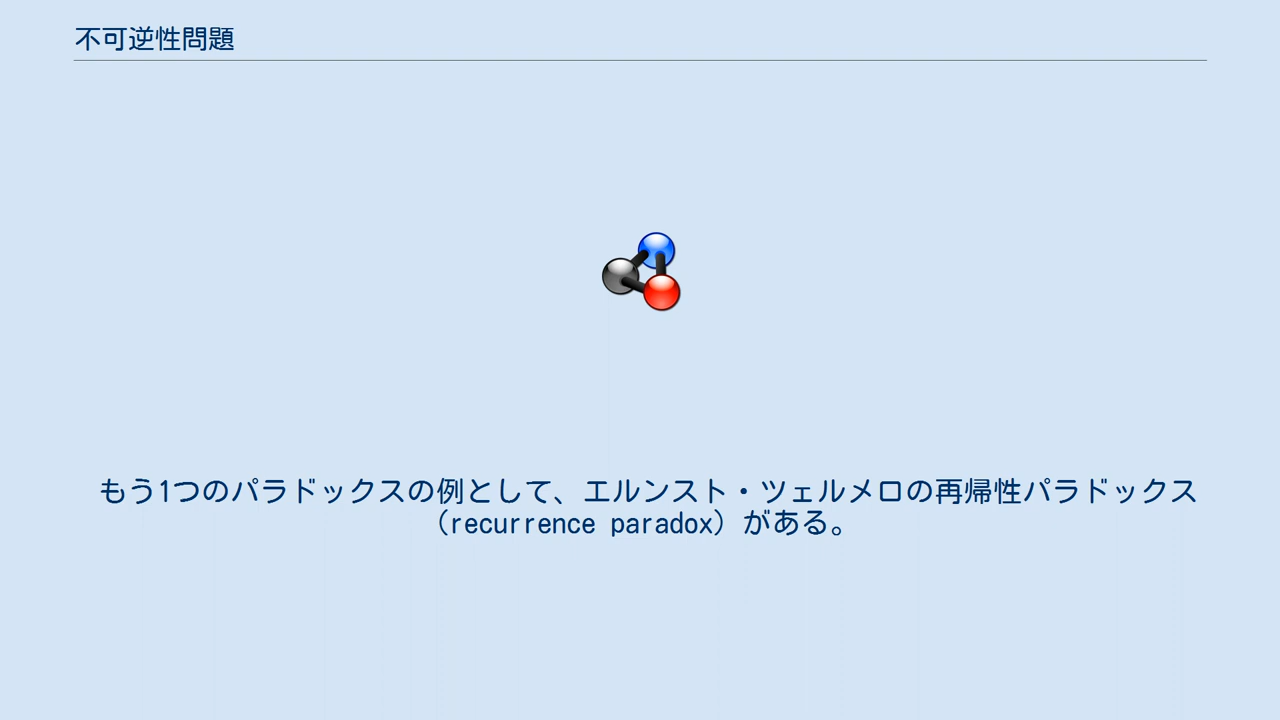 不可逆性問題
もう1つのパラドックスの例として、エルンスト・ツェルメロの再帰性パラドックス
（recurrence paradox）がある。